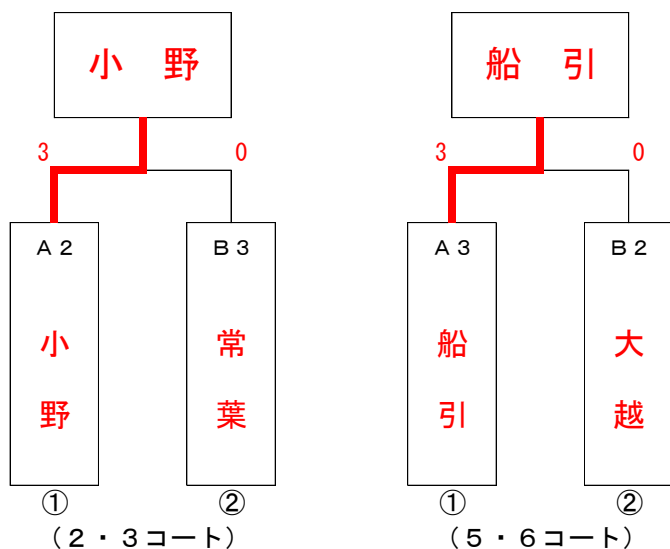 小 野
船 引
3 0
3 0
A2
小野
B3
常葉
A3
船引
B2
大越
① ②
① ②
(2・3コート)
(5・6コート)